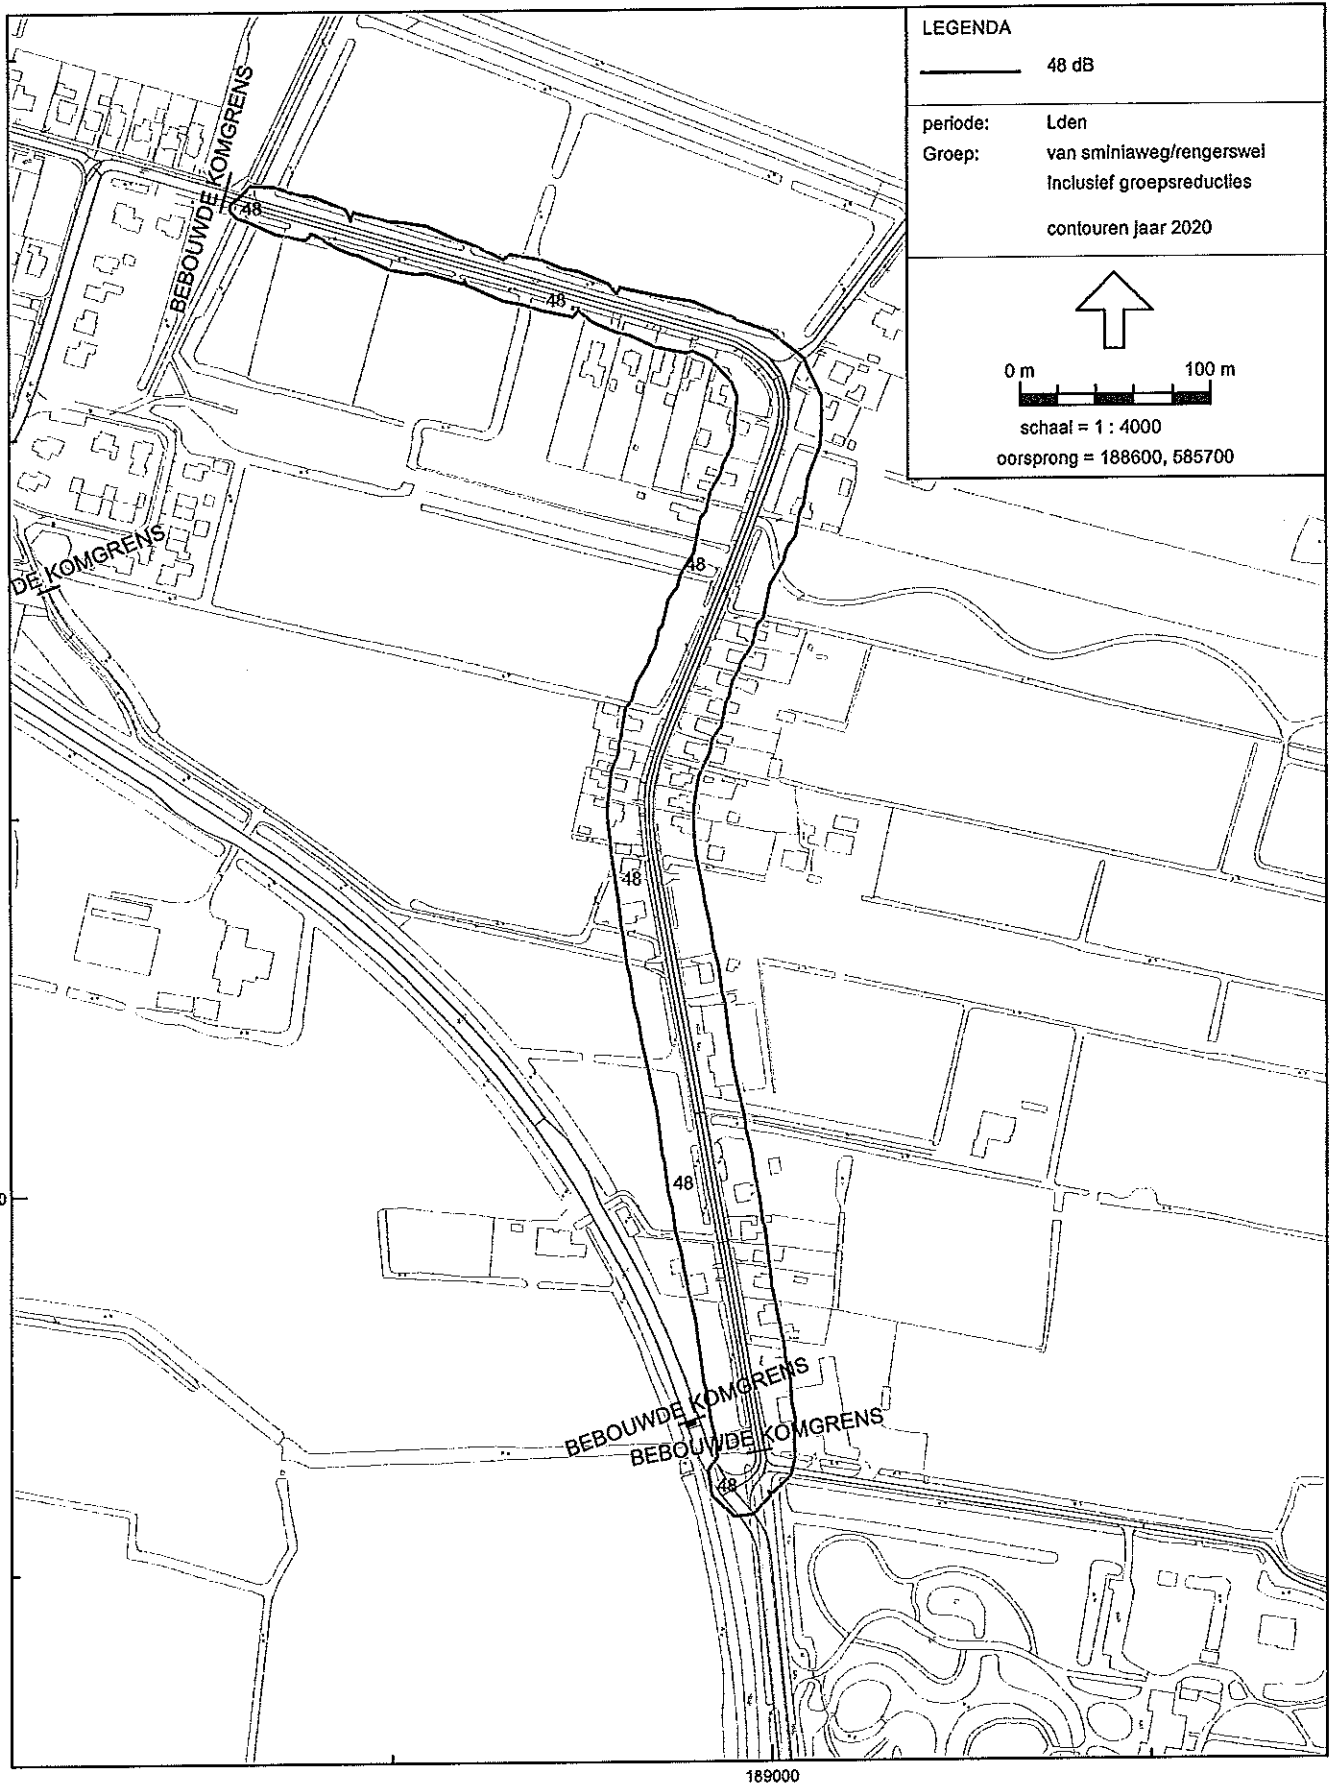 LEGENDA
48 dB
periode: Lden
Groep: van sminiaweg/rengerswei
inclusief groepsreducties
contouren jaar 2020
0 m 100 m
schaal = 1 : 4000
oorsprong = 188600, 585700
BEBOUWDE KOMGRENS
48
48
48
DE KOMGRENS
48
48
0
BEBOUWDE KOMGRENS
BEBOUWDE KOMGRENS
48
189000